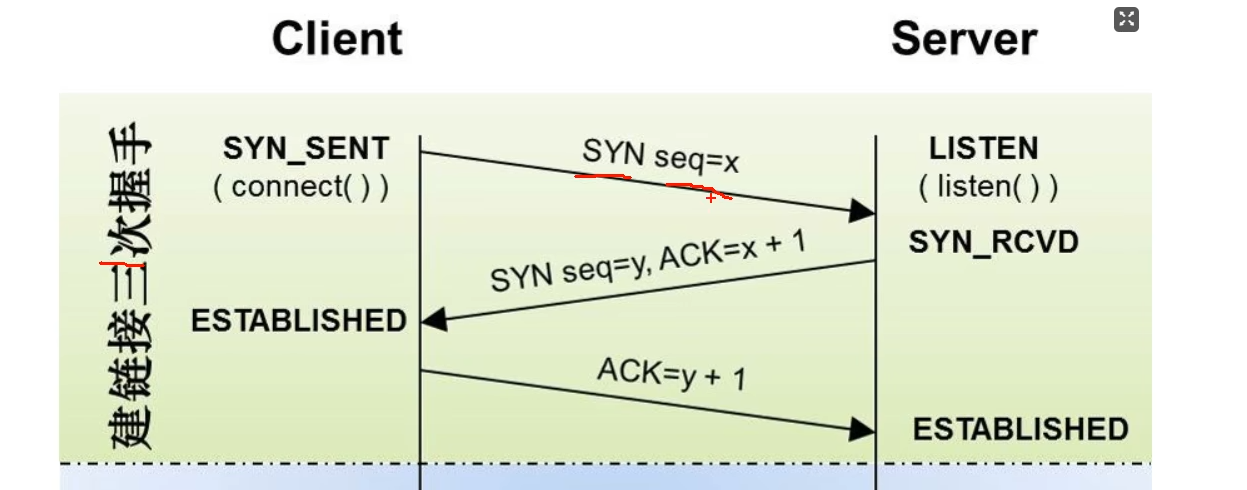 Client
Server
建链接三次握手
SYN_SENT
( connect( ) )
SYN seq=x
LISTEN
( listen( ) )
SYN_RCVD
SYN seq=y, ACK=x + 1
ESTABLISHED
ACK=y + 1
ESTABLISHED